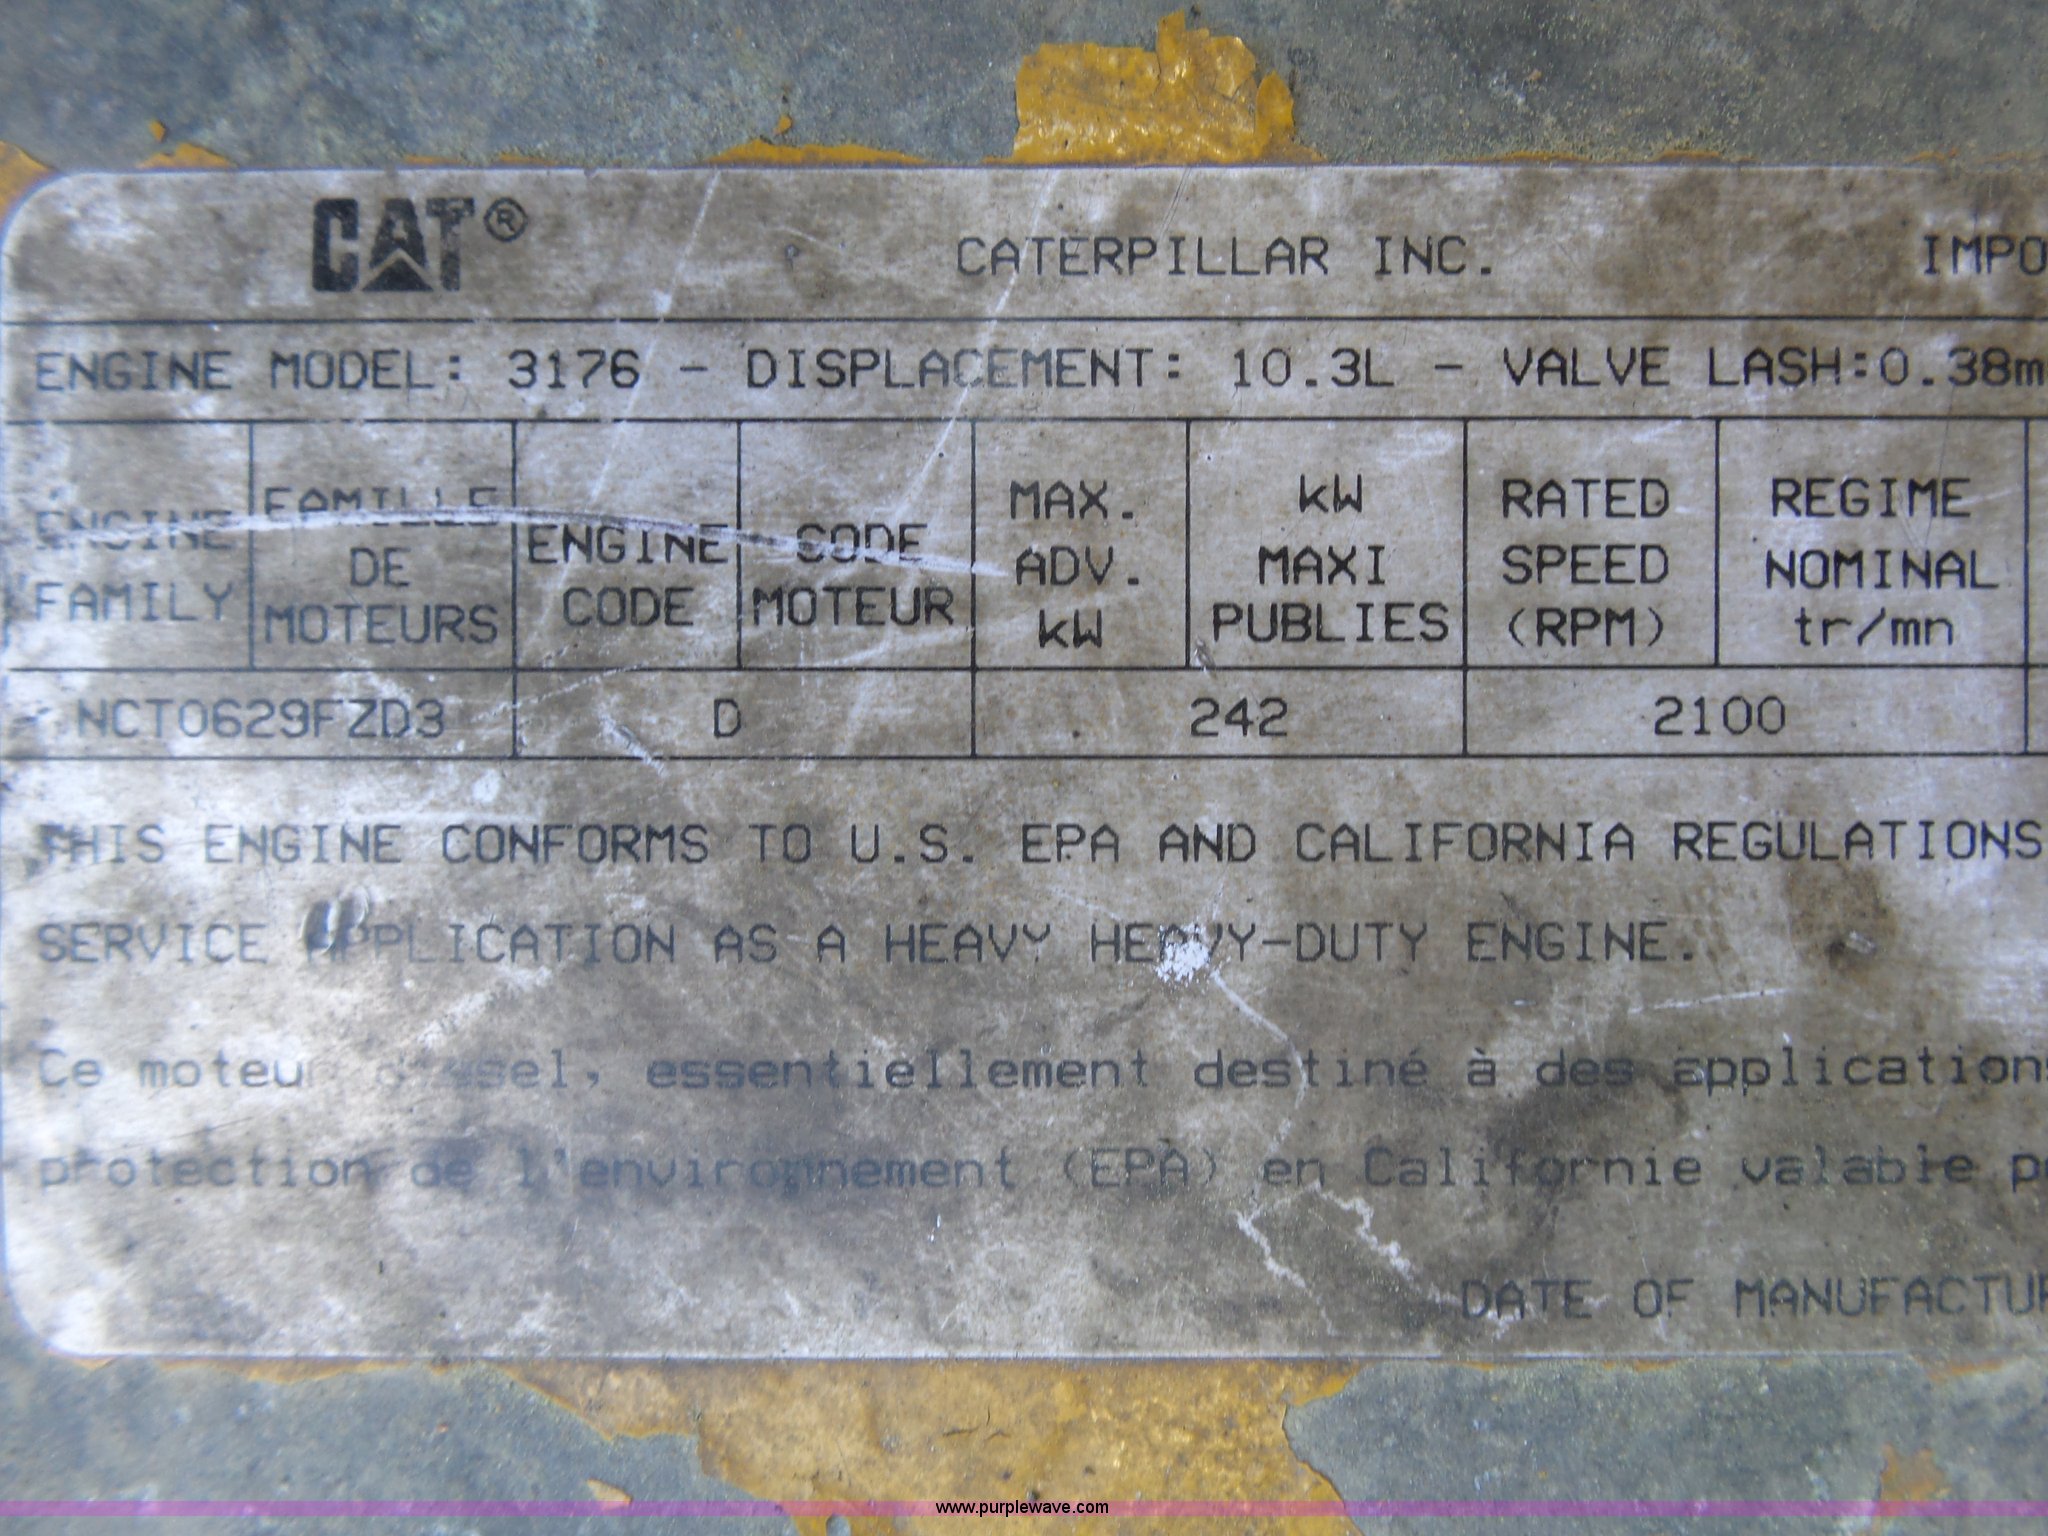 CAT® CATERPILLAR INC. IMPO
ENGINE MODEL: 3176 - DISPLACEMENT: 10.3L - VALVE LASH:0.38m
ENGINE FAMILY
FAMILLE DE MOTEURS
ENGINE CODE
CODE MOTEUR
MAX. ADV. kW
kW MAXI PUBLIES
RATED SPEED (RPM)
REGIME NOMINAL tr/mn
NCT0629FZD3 D 242 2100
THIS ENGINE CONFORMS TO U.S. EPA AND CALIFORNIA REGULATIONS
SERVICE APPLICATION AS A HEAVY HEAVY-DUTY ENGINE.
Ce moteur diesel, essentiellement destiné à des applications
protection de l'environnement (EPA) en Californie valable p
DATE OF MANUFACTUR
www.purplewave.com